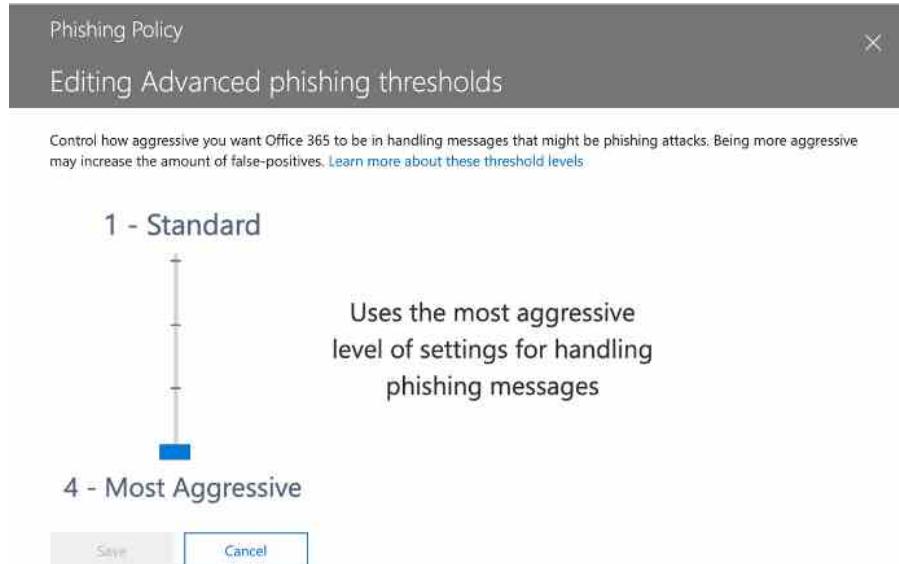 Phishing Policy
Editing Advanced phishing thresholds
Control how aggressive you want Office 365 to be in handling messages that might be phishing attacks. Being more aggressive
may increase the amount of false-positives. Learn more about these threshold levels
1 - Standard
Uses the most aggressive
level of settings for handling
phishing messages
4 - Most Aggressive
Save
Cancel